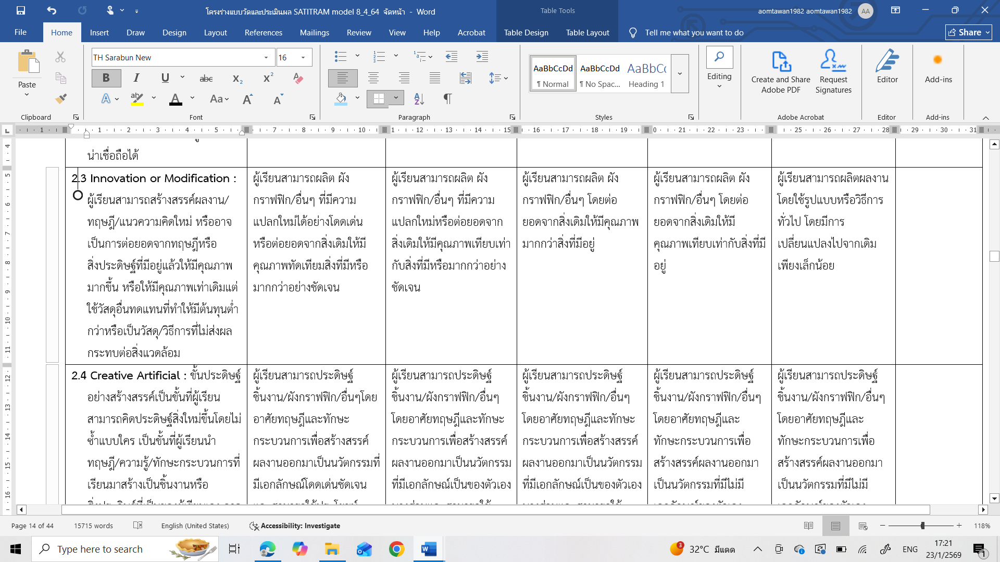 โครงร่างแบบวัดและประเมินผล SATITRAM model 8_4_64 จัดหน้า - Word
Table Tools
aomtawan1982 aomtawan1982
AA
File Home Insert Draw Design Layout References Mailings Review View Help Acrobat Table Design Table Layout Tell me what you want to do Share
Paste
Clipboard
TH Sarabun New 16
Font
Paragraph
AaBbCcDd AaBbCcDd AaBbCc
¶ Normal ¶ No Spac... Heading 1
Styles
Editing
Create and Share
Adobe PDF
Request
Signatures
Adobe Acrobat
Editor
Editor
Add-ins
Add-ins
น่าเชื่อถือได้
2.3 Innovation or Modification :
ผู้เรียนสามารถสร้างสรรค์ผลงาน/
ทฤษฎี/แนวความคิดใหม่ หรืออาจ
เป็นการต่อยอดจากทฤษฎีหรือ
สิ่งประดิษฐ์ที่มีอยู่แล้วให้มีคุณภาพ
มากขึ้น หรือให้มีคุณภาพเท่าเดิมแต่
ใช้วัสดุอื่นทดแทนที่ทำให้มีต้นทุนต่ำ
กว่าหรือเป็นวัสดุ/วิธีการที่ไม่ส่งผล
กระทบต่อสิ่งแวดล้อม
ผู้เรียนสามารถผลิต ผัง
กราฟฟิก/อื่นๆ ที่มีความ
แปลกใหม่ได้อย่างโดดเด่น
หรือต่อยอดจากสิ่งเดิมให้มี
คุณภาพทัดเทียมสิ่งที่มีหรือ
มากกว่าอย่างชัดเจน
ผู้เรียนสามารถผลิต ผัง
กราฟฟิก/อื่นๆ ที่มีความ
แปลกใหม่หรือต่อยอดจาก
สิ่งเดิมให้มีคุณภาพเทียบเท่า
กับสิ่งที่มีหรือมากกว่าอย่าง
ชัดเจน
ผู้เรียนสามารถผลิต ผัง
กราฟฟิก/อื่นๆ โดยต่อ
ยอดจากสิ่งเดิมให้มีคุณภาพ
มากกว่าสิ่งที่มีอยู่
ผู้เรียนสามารถผลิต ผัง
กราฟฟิก/อื่นๆ โดยต่อ
ยอดจากสิ่งเดิมให้มี
คุณภาพเทียบเท่ากับสิ่งที่มี
อยู่
ผู้เรียนสามารถผลิตผลงาน
โดยใช้รูปแบบหรือวิธีการ
ทั่วไป โดยมีการ
เปลี่ยนแปลงไปจากเดิม
เพียงเล็กน้อย
2.4 Creative Artificial : ขั้นประดิษฐ์
อย่างสร้างสรรค์เป็นขั้นที่ผู้เรียน
สามารถคิดประดิษฐ์สิ่งใหม่ขึ้นโดยไม่
ซ้ำแบบใคร เป็นขั้นที่ผู้เรียนนำ
ทฤษฎี/ความรู้/ทักษะกระบวนการที่
เรียนมาสร้างเป็นชิ้นงานหรือ
ผู้เรียนสามารถประดิษฐ์
ชิ้นงาน/ผังกราฟฟิก/อื่นๆโดย
อาศัยทฤษฎีและทักษะ
กระบวนการเพื่อสร้างสรรค์
ผลงานออกมาเป็นนวัตกรรมที่
มีเอกลักษณ์โดดเด่นชัดเจน
ผู้เรียนสามารถประดิษฐ์
ชิ้นงาน/ผังกราฟฟิก/อื่นๆ
โดยอาศัยทฤษฎีและทักษะ
กระบวนการเพื่อสร้างสรรค์
ผลงานออกมาเป็นนวัตกรรม
ที่มีเอกลักษณ์เป็นของตัวเอง
ผู้เรียนสามารถประดิษฐ์
ชิ้นงาน/ผังกราฟฟิก/อื่นๆ
โดยอาศัยทฤษฎีและทักษะ
กระบวนการเพื่อสร้างสรรค์
ผลงานออกมาเป็นนวัตกรรม
ที่มีเอกลักษณ์เป็นของตัวเอง
ผู้เรียนสามารถประดิษฐ์
ชิ้นงาน/ผังกราฟฟิก/อื่นๆ
โดยอาศัยทฤษฎีและ
ทักษะกระบวนการเพื่อ
สร้างสรรค์ผลงานออกมา
เป็นนวัตกรรมที่มีไม่มี
ผู้เรียนสามารถประดิษฐ์
ชิ้นงาน/ผังกราฟฟิก/อื่นๆ
โดยอาศัยทฤษฎีและ
ทักษะกระบวนการเพื่อ
สร้างสรรค์ผลงานออกมา
เป็นนวัตกรรมที่มีไม่มี
Page 14 of 44 15715 words English (United States) Accessibility: Investigate 118%
Type here to search
3 32°C มีแดด ENG
17:21
23/1/2569
1